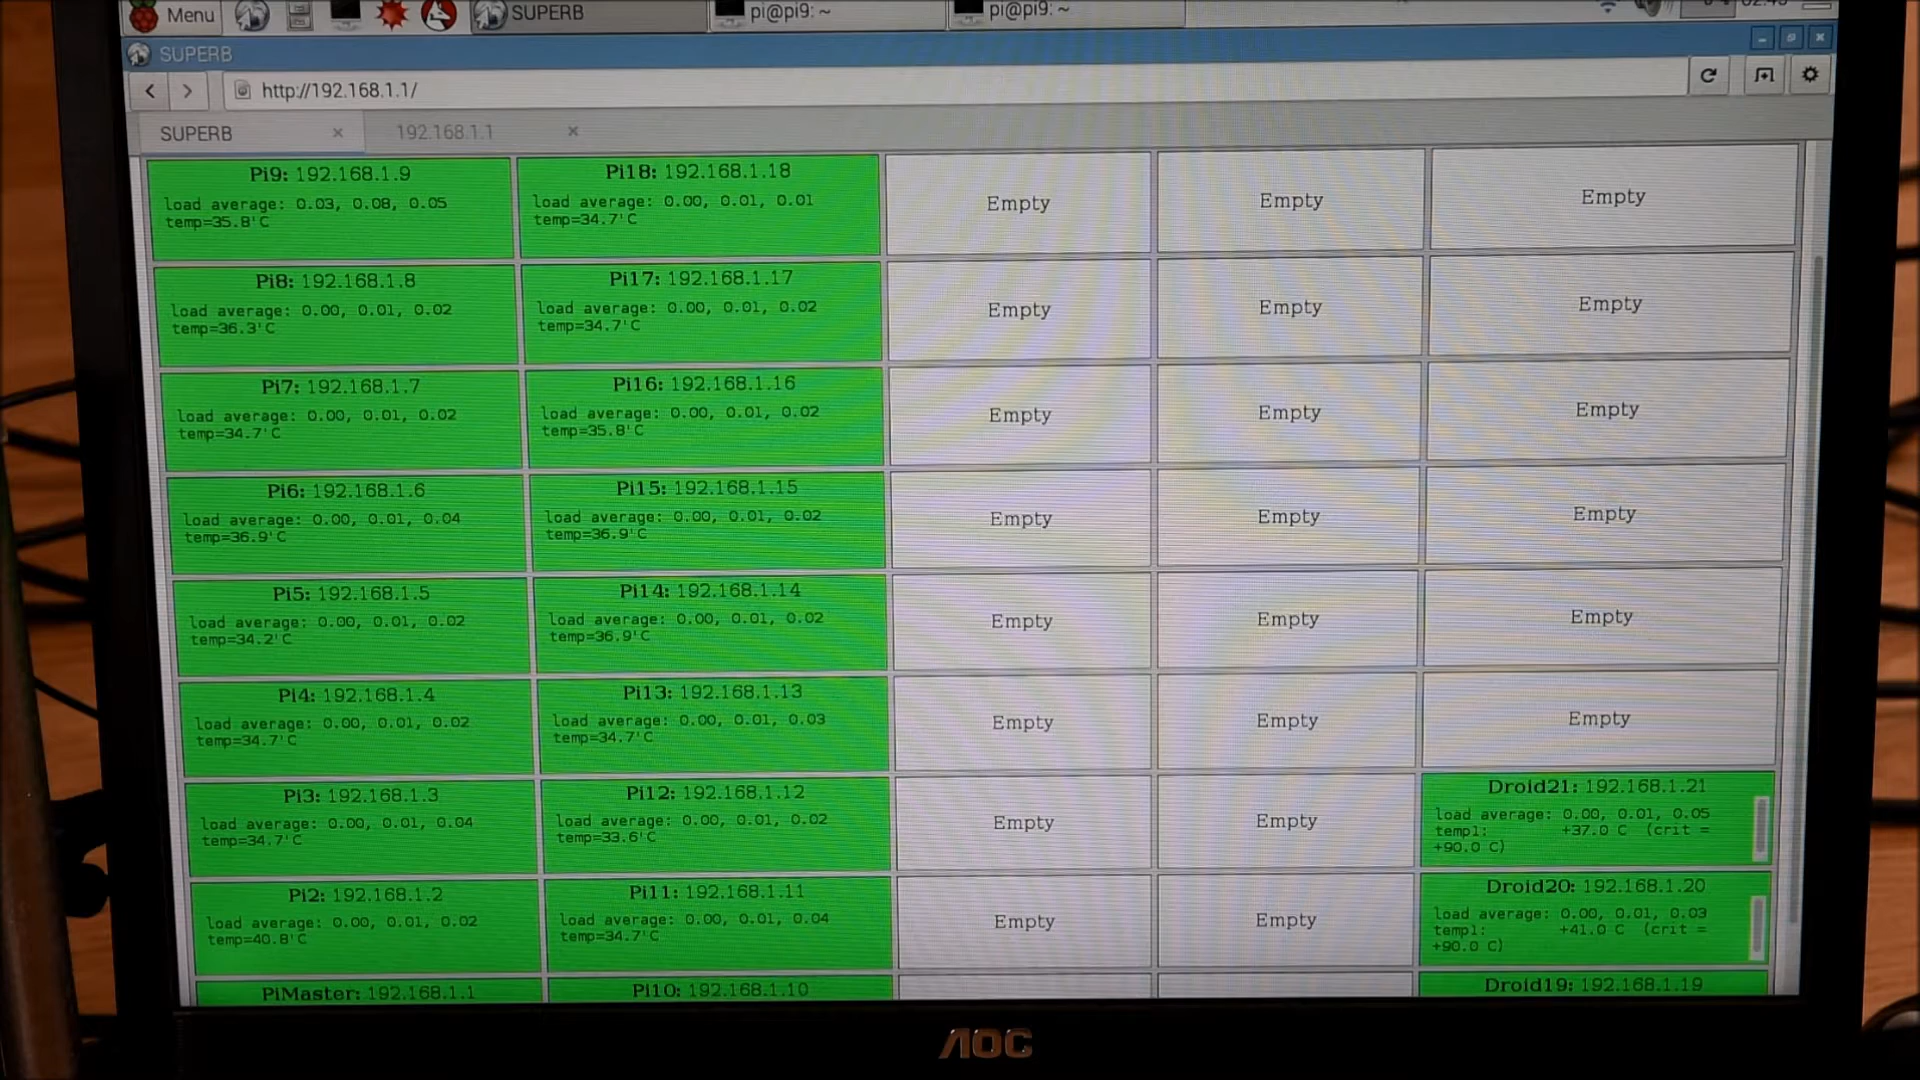 Menu
SUPERB
pi@pi9: ~
pi@pi9: ~
SUPERB
http://192.168.1.1/
SUPERB
192.168.1.1
Pi9: 192.168.1.9
load average: 0.03, 0.08, 0.05
temp=35.8'C
Pi18: 192.168.1.18
load average: 0.00, 0.01, 0.01
temp=34.7'C
Empty
Empty
Empty
Pi8: 192.168.1.8
load average: 0.00, 0.01, 0.02
temp=36.3'C
Pi17: 192.168.1.17
load average: 0.00, 0.01, 0.02
temp=34.7'C
Empty
Empty
Empty
Pi7: 192.168.1.7
load average: 0.00, 0.01, 0.02
temp=34.7'C
Pi16: 192.168.1.16
load average: 0.00, 0.01, 0.02
temp=35.8'C
Empty
Empty
Empty
Pi6: 192.168.1.6
load average: 0.00, 0.01, 0.04
temp=36.9'C
Pi15: 192.168.1.15
load average: 0.00, 0.01, 0.02
temp=36.9'C
Empty
Empty
Empty
Pi5: 192.168.1.5
load average: 0.00, 0.01, 0.02
temp=34.2'C
Pi14: 192.168.1.14
load average: 0.00, 0.01, 0.02
temp=36.9'C
Empty
Empty
Empty
Pi4: 192.168.1.4
load average: 0.00, 0.01, 0.02
temp=34.7'C
Pi13: 192.168.1.13
load average: 0.00, 0.01, 0.03
temp=34.7'C
Empty
Empty
Empty
Pi3: 192.168.1.3
load average: 0.00, 0.01, 0.04
temp=34.7'C
Pi12: 192.168.1.12
load average: 0.00, 0.01, 0.02
temp=33.6'C
Empty
Empty
Droid21: 192.168.1.21
load average: 0.00, 0.01, 0.05
temp1: +37.0 C (crit =
+90.0 C)
Pi2: 192.168.1.2
load average: 0.00, 0.01, 0.02
temp=40.8'C
Pi11: 192.168.1.11
load average: 0.00, 0.01, 0.04
temp=34.7'C
Empty
Empty
Droid20: 192.168.1.20
load average: 0.00, 0.01, 0.03
temp1: +41.0 C (crit =
+90.0 C)
PiMaster: 192.168.1.1
Pi10: 192.168.1.10
Droid19: 192.168.1.19
AOC